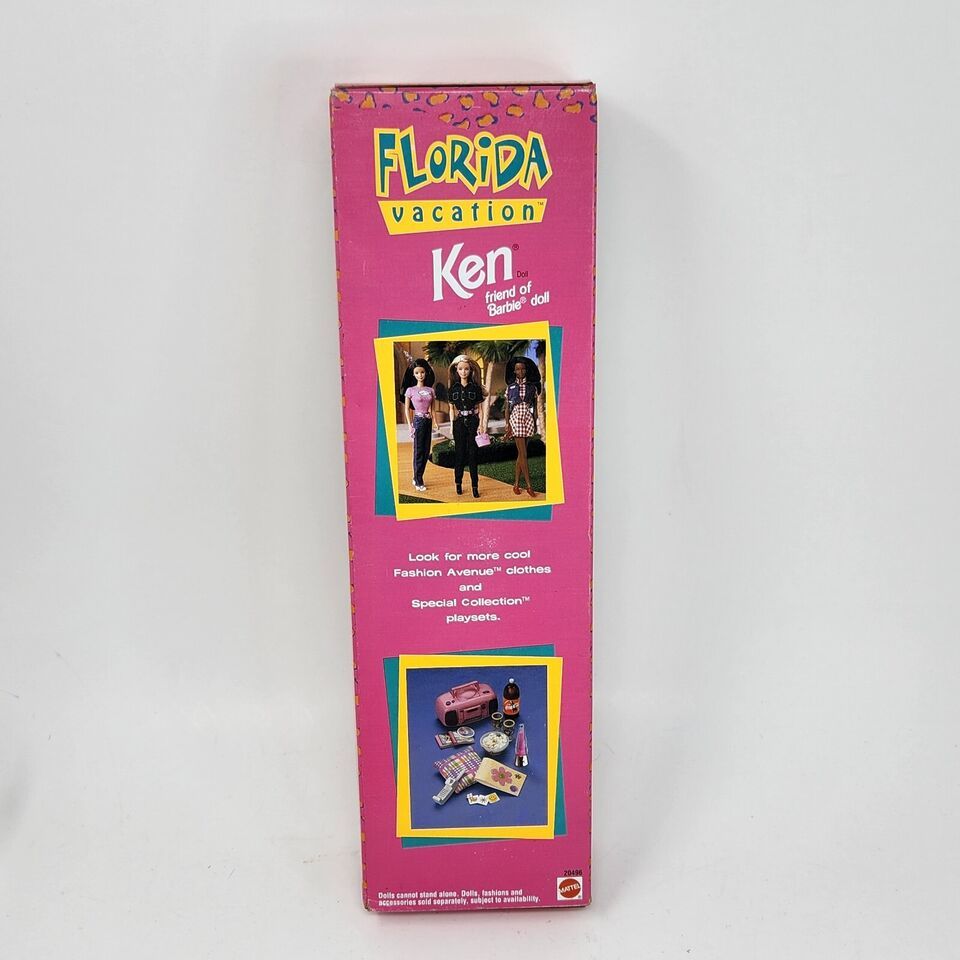 FLORiDA
vacation™
Ken® Doll
friend of
Barbie® doll
Look for more cool
Fashion Avenue™ clothes
and
Special Collection™
playsets.
20496
MATTEL
Dolls cannot stand alone. Dolls, fashions and
accessories sold separately, subject to availability.